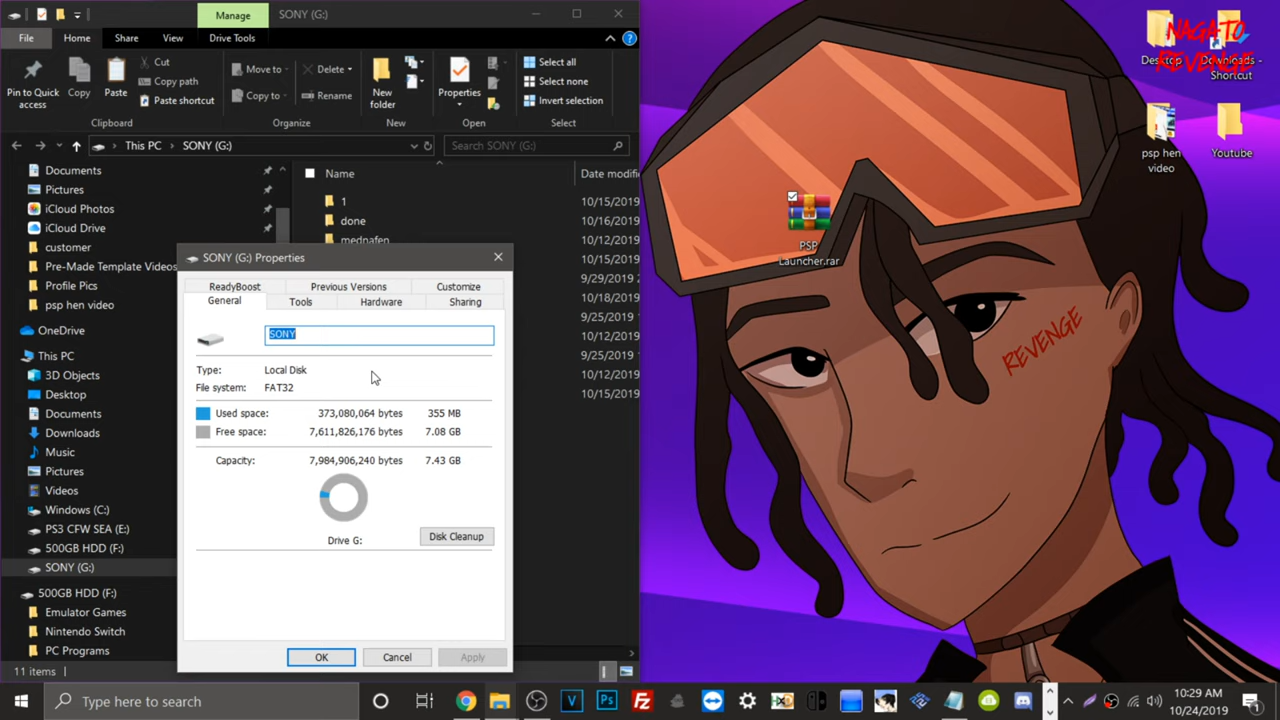 Manage
SONY (G:)
File
Home
Share
View
Drive Tools
Pin to Quick access
Copy
Paste
Cut
Copy path
Paste shortcut
Clipboard
Move to
Copy to
Delete
Rename
Organize
New folder
New
Properties
Open
Select all
Select none
Invert selection
Select
This PC
SONY (G:)
Search SONY (G:)
Documents
Pictures
iCloud Photos
iCloud Drive
customer
Pre-Made Template Videos
Profile Pics
psp hen video
OneDrive
This PC
3D Objects
Desktop
Documents
Downloads
Music
Pictures
Videos
Windows (C:)
PS3 CFW SEA (E:)
500GB HDD (F:)
SONY (G:)
500GB HDD (F:)
Emulator Games
Nintendo Switch
PC Programs
11 items
Name
Date modifi
1
10/15/2019
done
10/16/2019
mednafen
10/12/2019
10/15/2019
9/29/2019
10/18/2019
9/25/2019
10/12/2019
9/25/2019
10/12/2019
10/15/2019
SONY (G:) Properties
ReadyBoost
Previous Versions
Customize
General
Tools
Hardware
Sharing
SONY
Type: Local Disk
File system: FAT32
Used space: 373,080,064 bytes 355 MB
Free space: 7,611,826,176 bytes 7.08 GB
Capacity: 7,984,906,240 bytes 7.43 GB
Drive G:
Disk Cleanup
OK
Cancel
Apply
PSP
Launcher.rar
NAGATO
REVENGE
Desktop
Downloads -
Shortcut
psp hen
video
Youtube
REVENGE
Type here to search
10:29 AM
10/24/2019